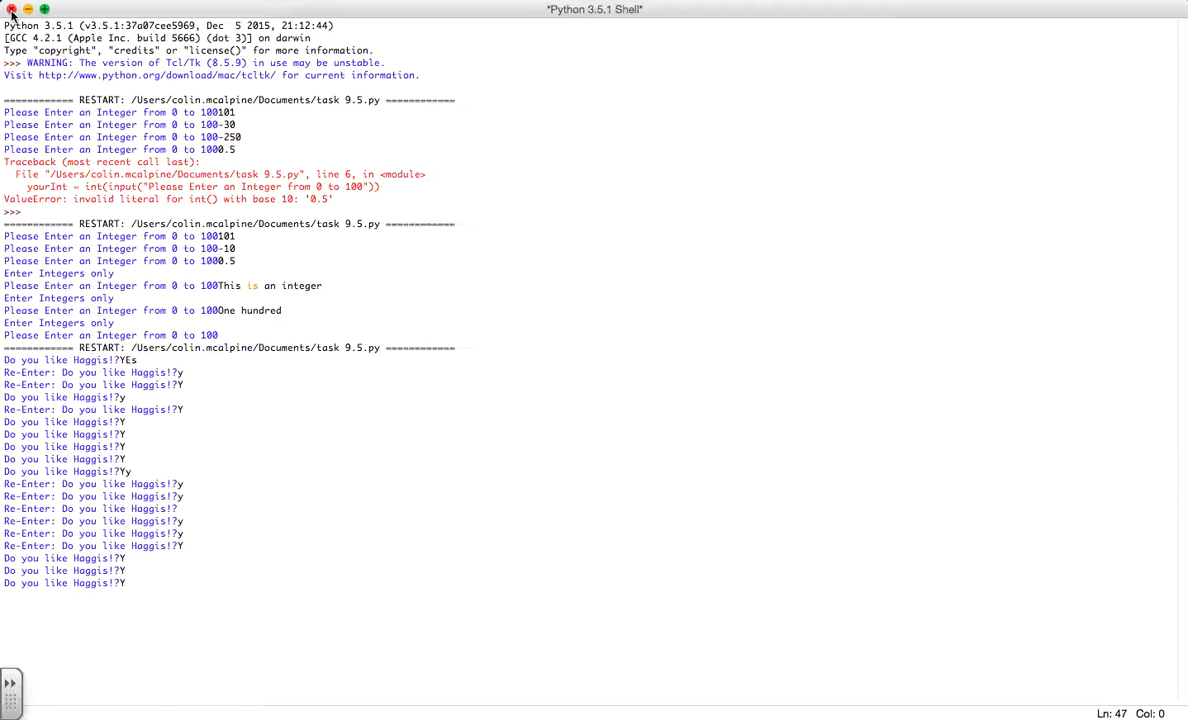 *Python 3.5.1 Shell*
Python 3.5.1 (v3.5.1:37a07cee5969, Dec  5 2015, 21:12:44)
[GCC 4.2.1 (Apple Inc. build 5666) (dot 3)] on darwin
Type "copyright", "credits" or "license()" for more information.
>>> WARNING: The version of Tcl/Tk (8.5.9) in use may be unstable.
Visit http://www.python.org/download/mac/tcltk/ for current information.
============ RESTART: /Users/colin.mcalpine/Documents/task 9.5.py ============
Please Enter an Integer from 0 to 100101
Please Enter an Integer from 0 to 100-30
Please Enter an Integer from 0 to 100-250
Please Enter an Integer from 0 to 1000.5
Traceback (most recent call last):
  File "/Users/colin.mcalpine/Documents/task 9.5.py", line 6, in <module>
    yourInt = int(input("Please Enter an Integer from 0 to 100"))
ValueError: invalid literal for int() with base 10: '0.5'
>>>
============ RESTART: /Users/colin.mcalpine/Documents/task 9.5.py ============
Please Enter an Integer from 0 to 100101
Please Enter an Integer from 0 to 100-10
Please Enter an Integer from 0 to 1000.5
Enter Integers only
Please Enter an Integer from 0 to 100This is an integer
Enter Integers only
Please Enter an Integer from 0 to 100One hundred
Enter Integers only
Please Enter an Integer from 0 to 100
============ RESTART: /Users/colin.mcalpine/Documents/task 9.5.py ============
Do you like Haggis!?YEs
Re-Enter: Do you like Haggis!?y
Re-Enter: Do you like Haggis!?Y
Do you like Haggis!?y
Re-Enter: Do you like Haggis!?Y
Do you like Haggis!?Y
Do you like Haggis!?Y
Do you like Haggis!?Y
Do you like Haggis!?Y
Do you like Haggis!?Yy
Re-Enter: Do you like Haggis!?y
Re-Enter: Do you like Haggis!?y
Re-Enter: Do you like Haggis!?
Re-Enter: Do you like Haggis!?y
Re-Enter: Do you like Haggis!?y
Re-Enter: Do you like Haggis!?Y
Do you like Haggis!?Y
Do you like Haggis!?Y
Do you like Haggis!?Y
Ln: 47 Col: 0